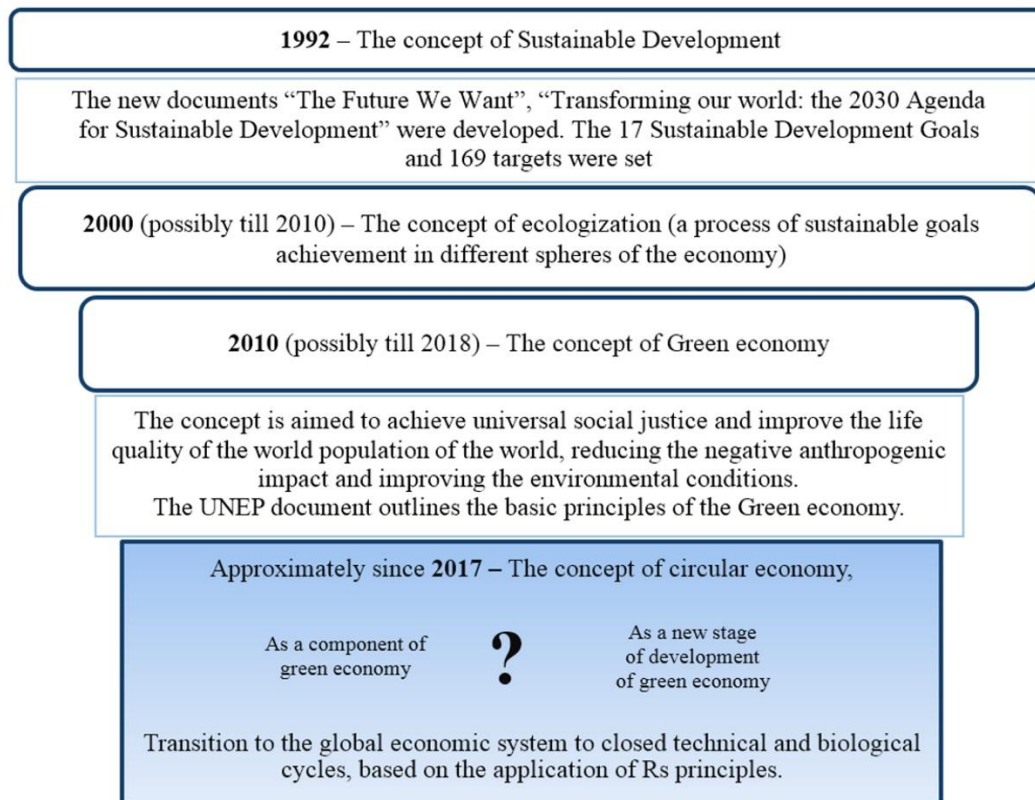 1992 – The concept of Sustainable Development
The new documents “The Future We Want”, “Transforming our world: the 2030 Agenda
for Sustainable Development” were developed. The 17 Sustainable Development Goals
and 169 targets were set
2000 (possibly till 2010) – The concept of ecologization (a process of sustainable goals
achievement in different spheres of the economy)
2010 (possibly till 2018) – The concept of Green economy
The concept is aimed to achieve universal social justice and improve the life
quality of the world population of the world, reducing the negative anthropogenic
impact and improving the environmental conditions.
The UNEP document outlines the basic principles of the Green economy.
Approximately since 2017 – The concept of circular economy,
As a component of
green economy
?
As a new stage
of development
of green economy
Transition to the global economic system to closed technical and biological
cycles, based on the application of Rs principles.